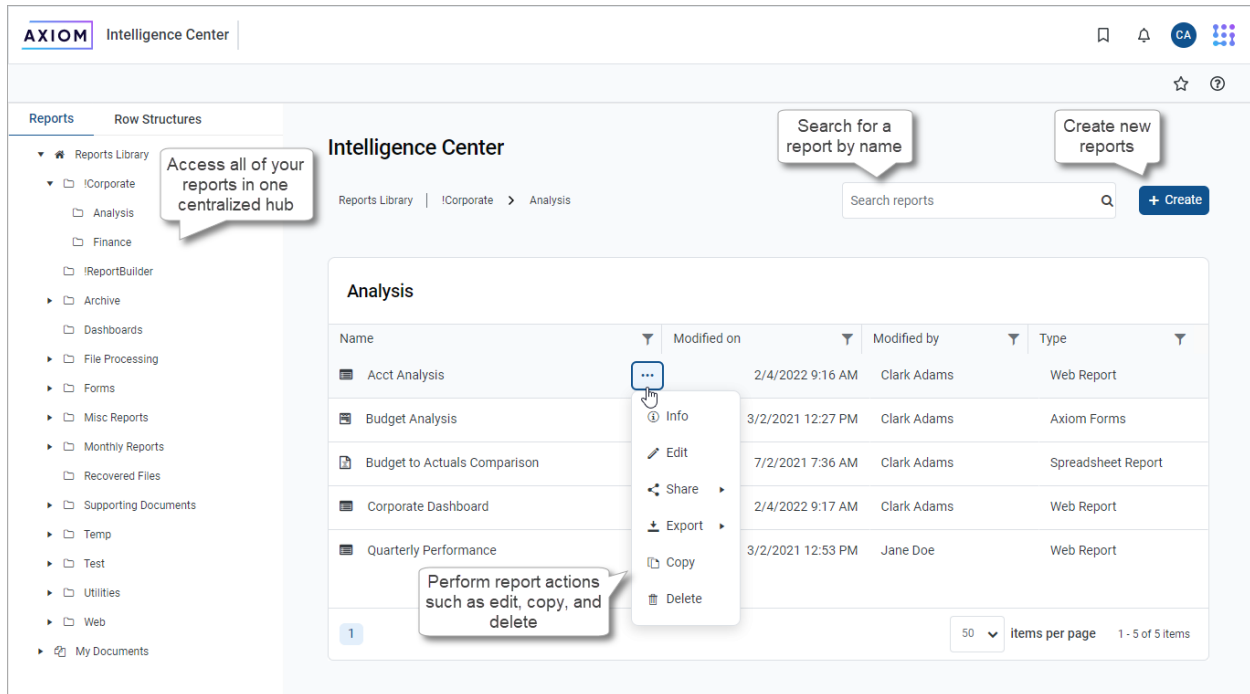 AXIOM Intelligence Center
CA
Reports Row Structures
Reports Library
!Corporate
Analysis
Finance
!ReportBuilder
Archive
Dashboards
File Processing
Forms
Misc Reports
Monthly Reports
Recovered Files
Supporting Documents
Temp
Test
Utilities
Web
My Documents
Access all of your
reports in one
centralized hub
Intelligence Center
Search for a
report by name
Create new
reports
Reports Library | !Corporate > Analysis
Search reports
+ Create
Analysis
Name Modified on Modified by Type
Acct Analysis ... 2/4/2022 9:16 AM Clark Adams Web Report
Budget Analysis 3/2/2021 12:27 PM Clark Adams Axiom Forms
Budget to Actuals Comparison 7/2/2021 7:36 AM Clark Adams Spreadsheet Report
Corporate Dashboard 2/4/2022 9:17 AM Clark Adams Web Report
Quarterly Performance 3/2/2021 12:53 PM Jane Doe Web Report
Info
Edit
Share
Export
Copy
Delete
Perform report actions
such as edit, copy, and
delete
1
50 items per page 1 - 5 of 5 items